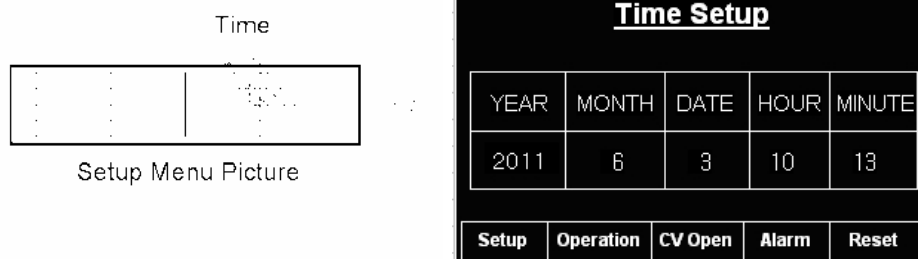 Time
Setup Menu Picture
Time Setup
YEAR MONTH DATE HOUR MINUTE
2011 6 3 10 13
Setup Operation CV Open Alarm Reset